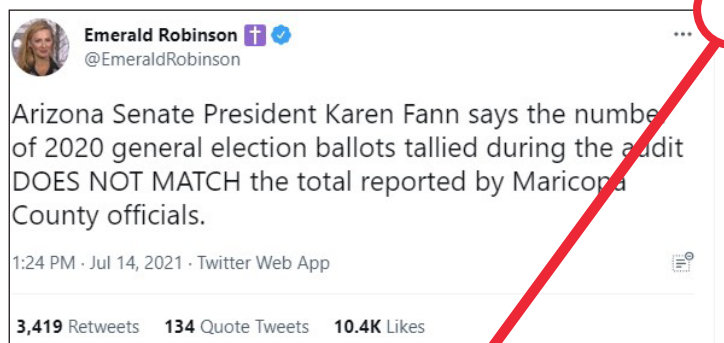 Emerald Robinson ✝️
@EmeraldRobinson
Arizona Senate President Karen Fann says the number
of 2020 general election ballots tallied during the audit
DOES NOT MATCH the total reported by Maricopa
County officials.
1:24 PM · Jul 14, 2021 · Twitter Web App
3,419 Retweets 134 Quote Tweets 10.4K Likes